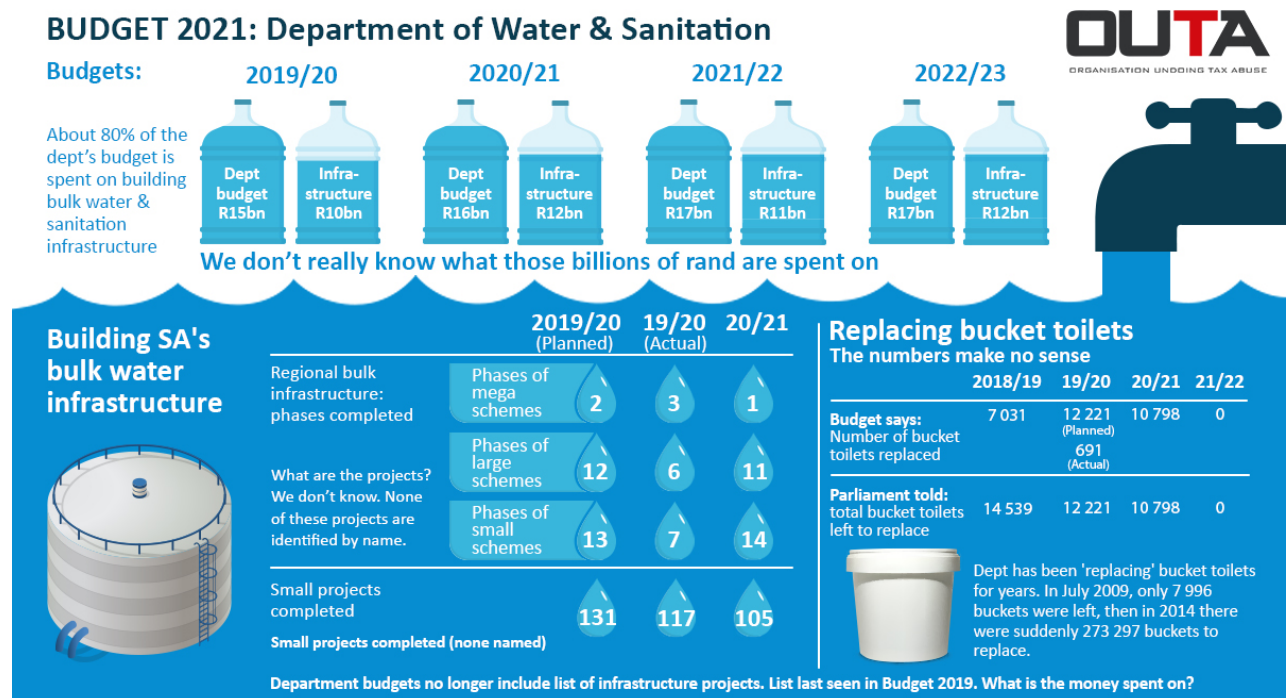 BUDGET 2021: Department of Water & Sanitation
OUTA
ORGANISATION UNDOING TAX ABUSE
Budgets:
2019/20
2020/21
2021/22
2022/23
About 80% of the
dept's budget is
spent on building
bulk water &
sanitation
infrastructure
Dept
budget
R15bn
Infra-
structure
R10bn
Dept
budget
R16bn
Infra-
structure
R12bn
Dept
budget
R17bn
Infra-
structure
R11bn
Dept
budget
R17bn
Infra-
structure
R12bn
We don't really know what those billions of rand are spent on
Building SA's
bulk water
infrastructure
2019/20 19/20 20/21
(Planned) (Actual)
Regional bulk
infrastructure:
phases completed
Phases of
mega
schemes
2 3 1
What are the projects?
We don't know. None
of these projects are
identified by name.
Phases of
large
schemes
12 6 11
Phases of
small
schemes
13 7 14
Small projects
completed
131 117 105
Small projects completed (none named)
Replacing bucket toilets
The numbers make no sense
2018/19 19/20 20/21 21/22
Budget says:
Number of bucket
toilets replaced
7 031 12 221 10 798 0
(Planned)
691
(Actual)
Parliament told:
total bucket toilets
left to replace
14 539 12 221 10 798 0
Dept has been 'replacing' bucket toilets
for years. In July 2009, only 7 996
buckets were left, then in 2014 there
were suddenly 273 297 buckets to
replace.
Department budgets no longer include list of infrastructure projects. List last seen in Budget 2019. What is the money spent on?